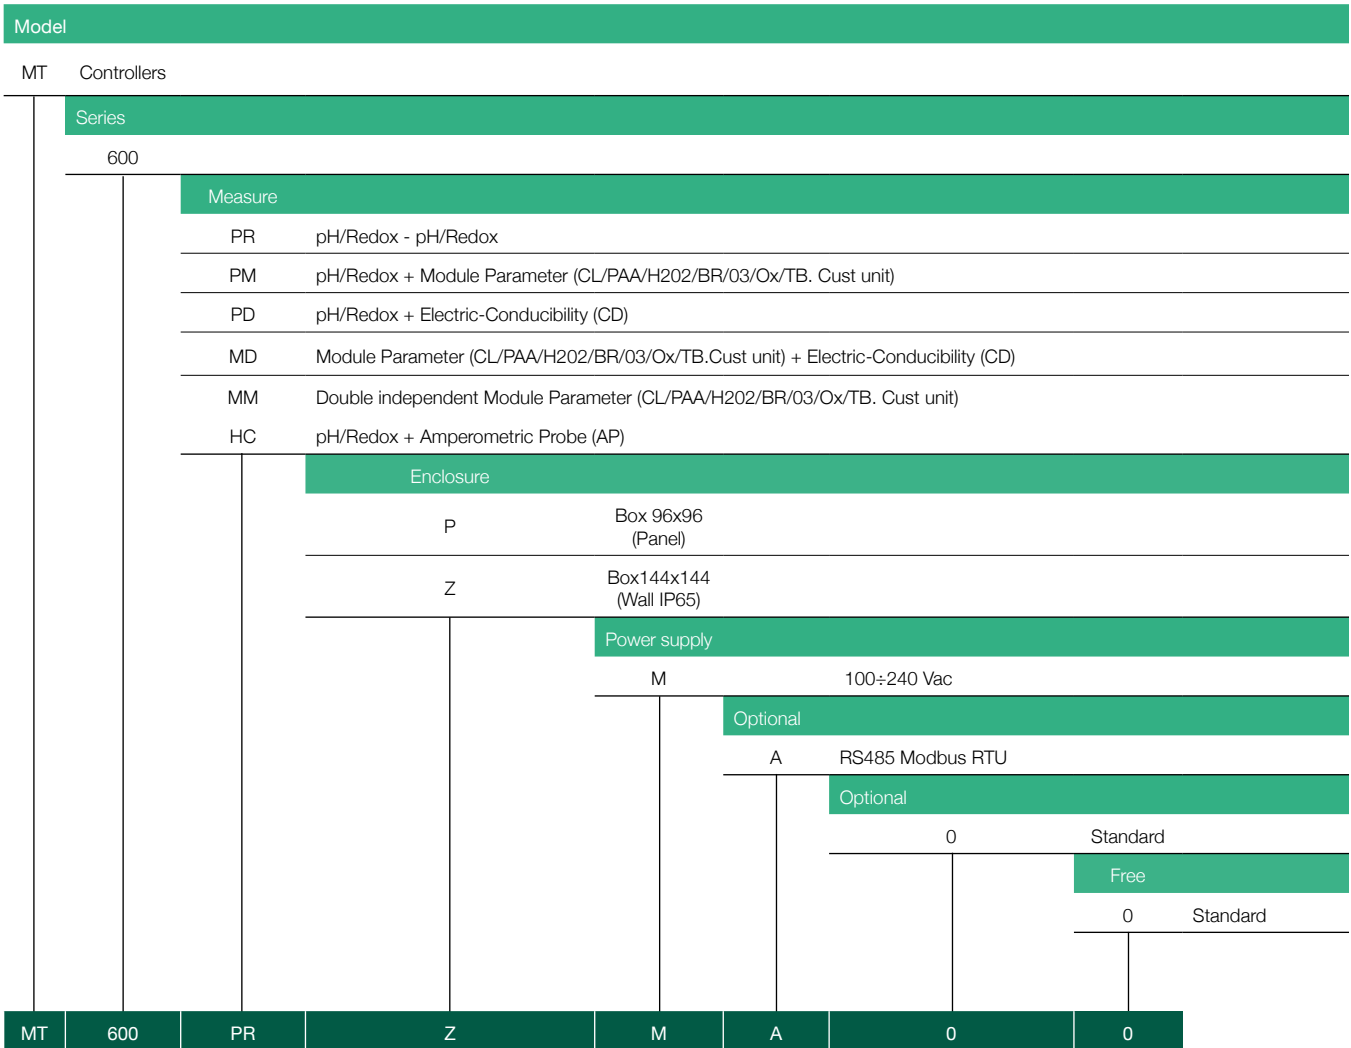 Model
MT Controllers
Series
600
Measure
PR pH/Redox - pH/Redox
PM pH/Redox + Module Parameter (CL/PAA/H202/BR/03/Ox/TB. Cust unit)
PD pH/Redox + Electric-Conducibility (CD)
MD Module Parameter (CL/PAA/H202/BR/03/Ox/TB.Cust unit) + Electric-Conducibility (CD)
MM Double independent Module Parameter (CL/PAA/H202/BR/03/Ox/TB. Cust unit)
HC pH/Redox + Amperometric Probe (AP)
Enclosure
P Box 96x96
(Panel)
Z Box144x144
(Wall IP65)
Power supply
M 100÷240 Vac
Optional
A RS485 Modbus RTU
Optional
0 Standard
Free
0 Standard
MT 600 PR Z M A 0 0